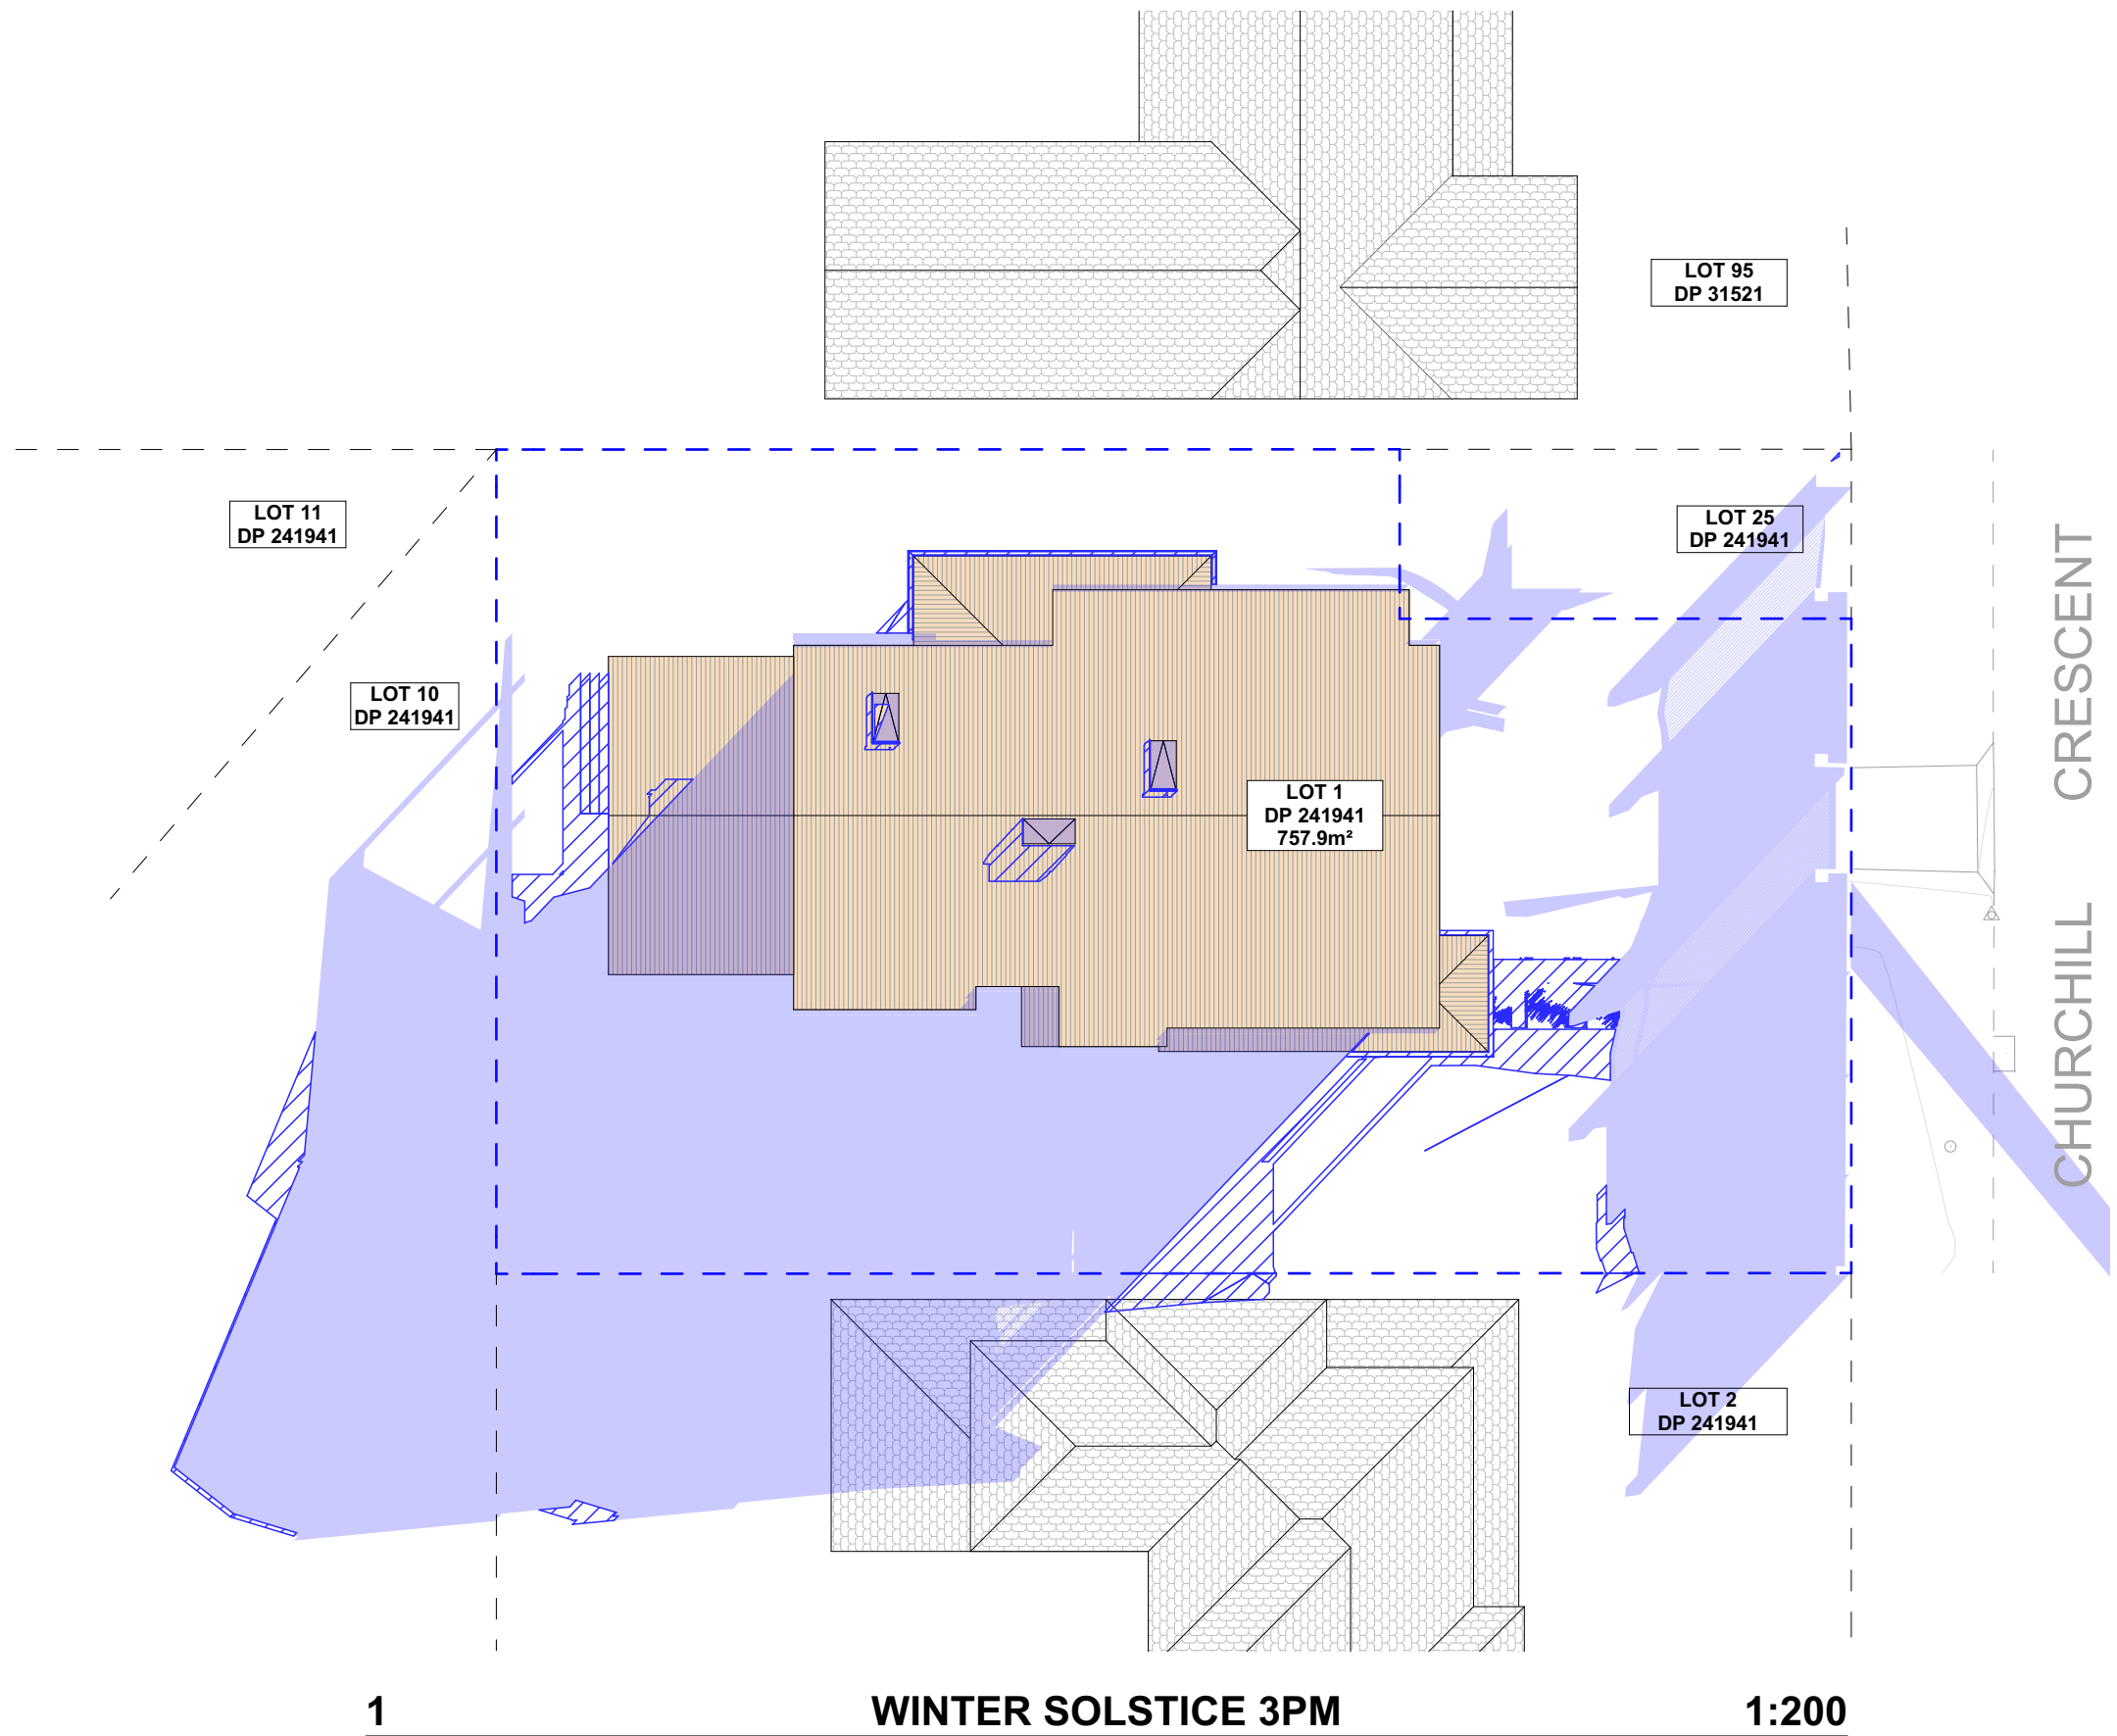 LOT 95
DP 31521
LOT 11
DP 241941
LOT 25
DP 241941
LOT 10
DP 241941
LOT 1
DP 241941
757.9m²
CHURCHILL CRESCENT
LOT 2
DP 241941
1 WINTER SOLSTICE 3PM 1:200